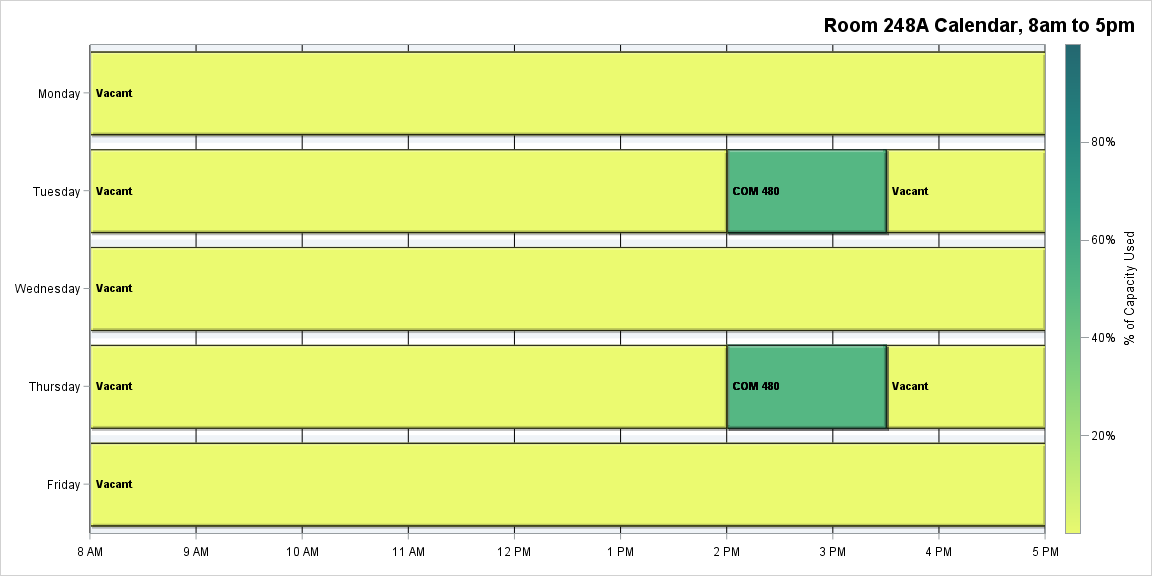 Room 248A Calendar, 8am to 5pm
Monday
Vacant
Tuesday
Vacant
COM 480
Vacant
Wednesday
Vacant
Thursday
Vacant
COM 480
Vacant
Friday
Vacant
8 AM
9 AM
10 AM
11 AM
12 PM
1 PM
2 PM
3 PM
4 PM
5 PM
80%
60%
40%
20%
% of Capacity Used